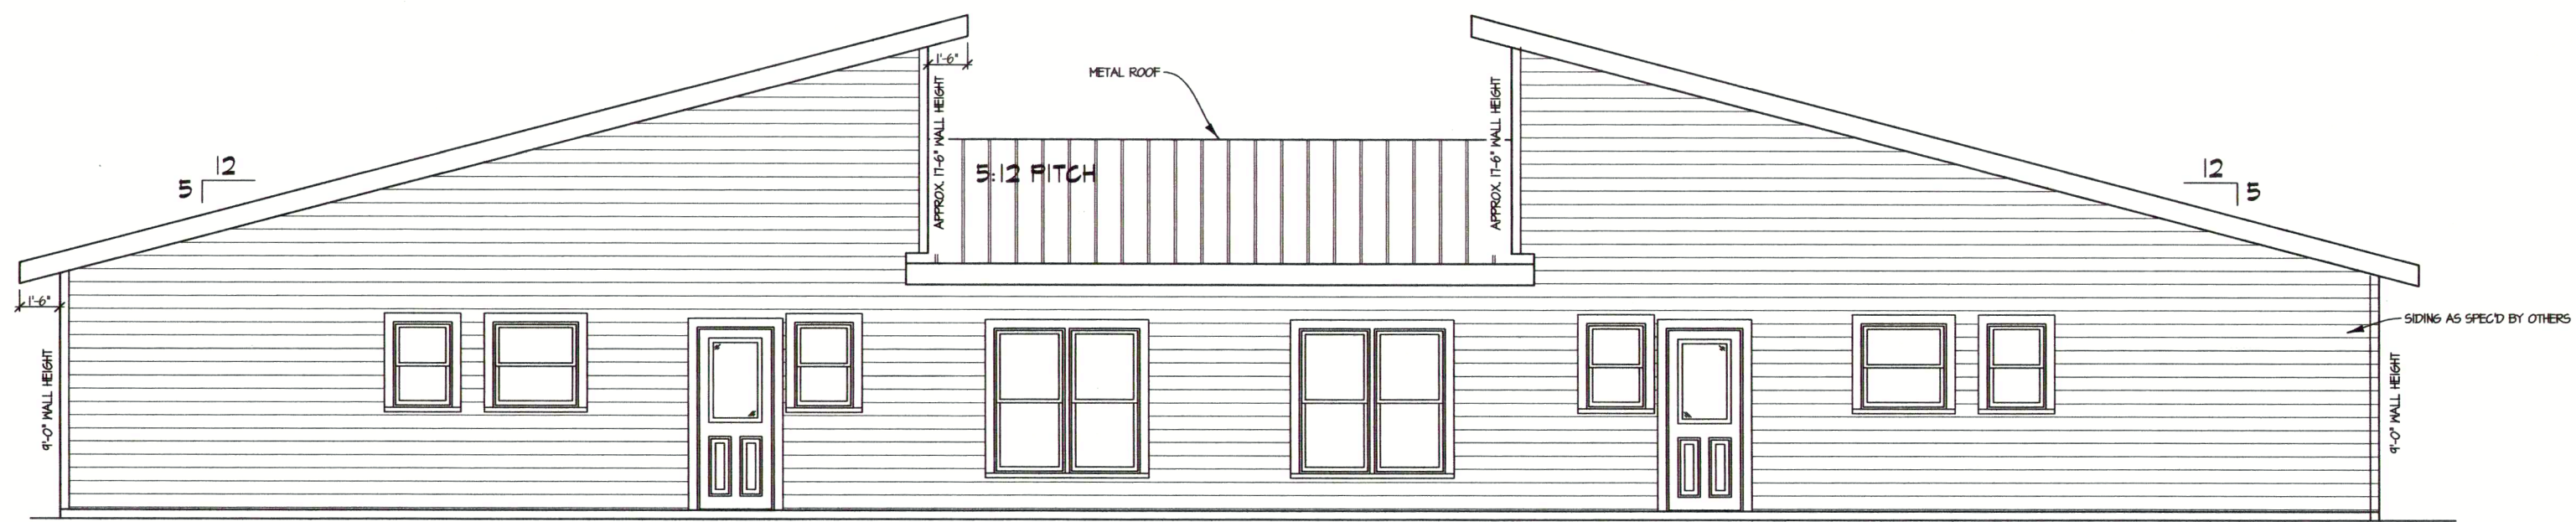 1'-6"
METAL ROOF
APPROX. 17'-6" WALL HEIGHT
APPROX. 17'-6" WALL HEIGHT
12
5
5:12 PITCH
12
5
1'-6"
SIDING AS SPEC'D BY OTHERS
9'-0" WALL HEIGHT
9'-0" WALL HEIGHT